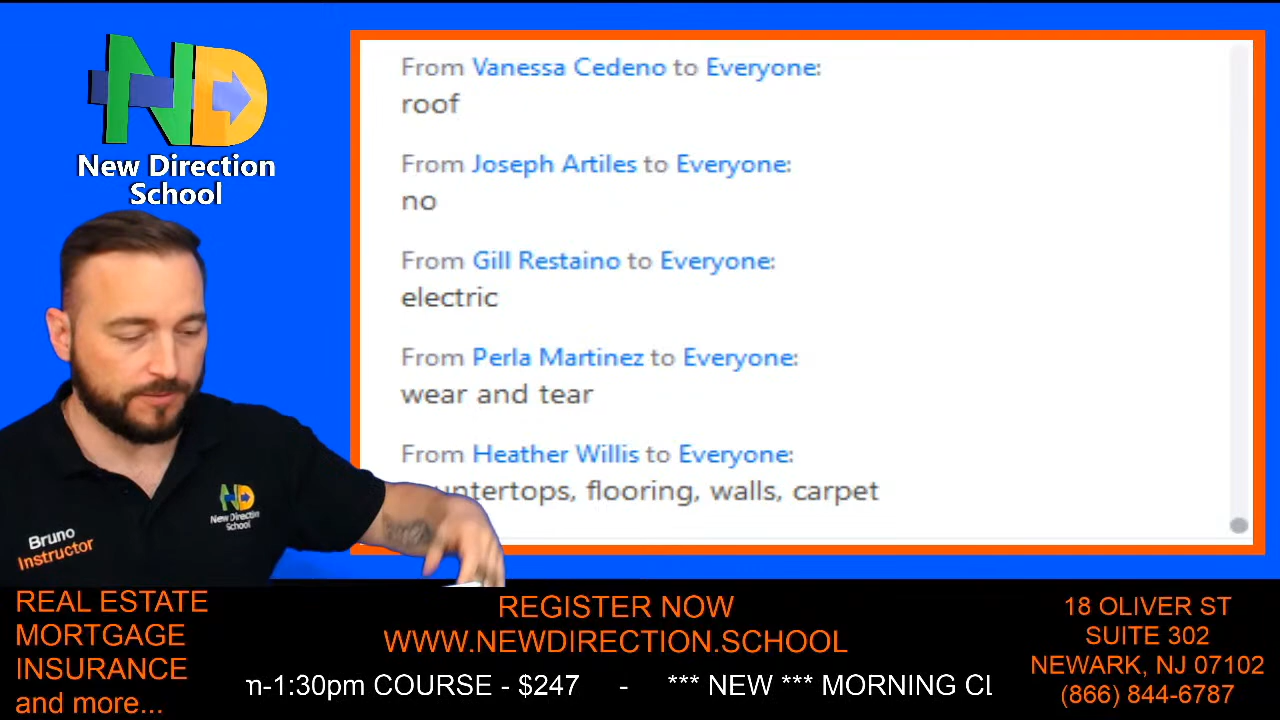 New Direction
School
From Vanessa Cedeno to Everyone:
roof
From Joseph Artiles to Everyone:
no
From Gill Restaino to Everyone:
electric
From Perla Martinez to Everyone:
wear and tear
From Heather Willis to Everyone:
untertops, flooring, walls, carpet
Bruno
Instructor
ND
New Direction
School
REAL ESTATE
MORTGAGE
INSURANCE
and more...
REGISTER NOW
WWW.NEWDIRECTION.SCHOOL
m-1:30pm COURSE - $247 - *** NEW *** MORNING CL
18 OLIVER ST
SUITE 302
NEWARK, NJ 07102
(866) 844-6787